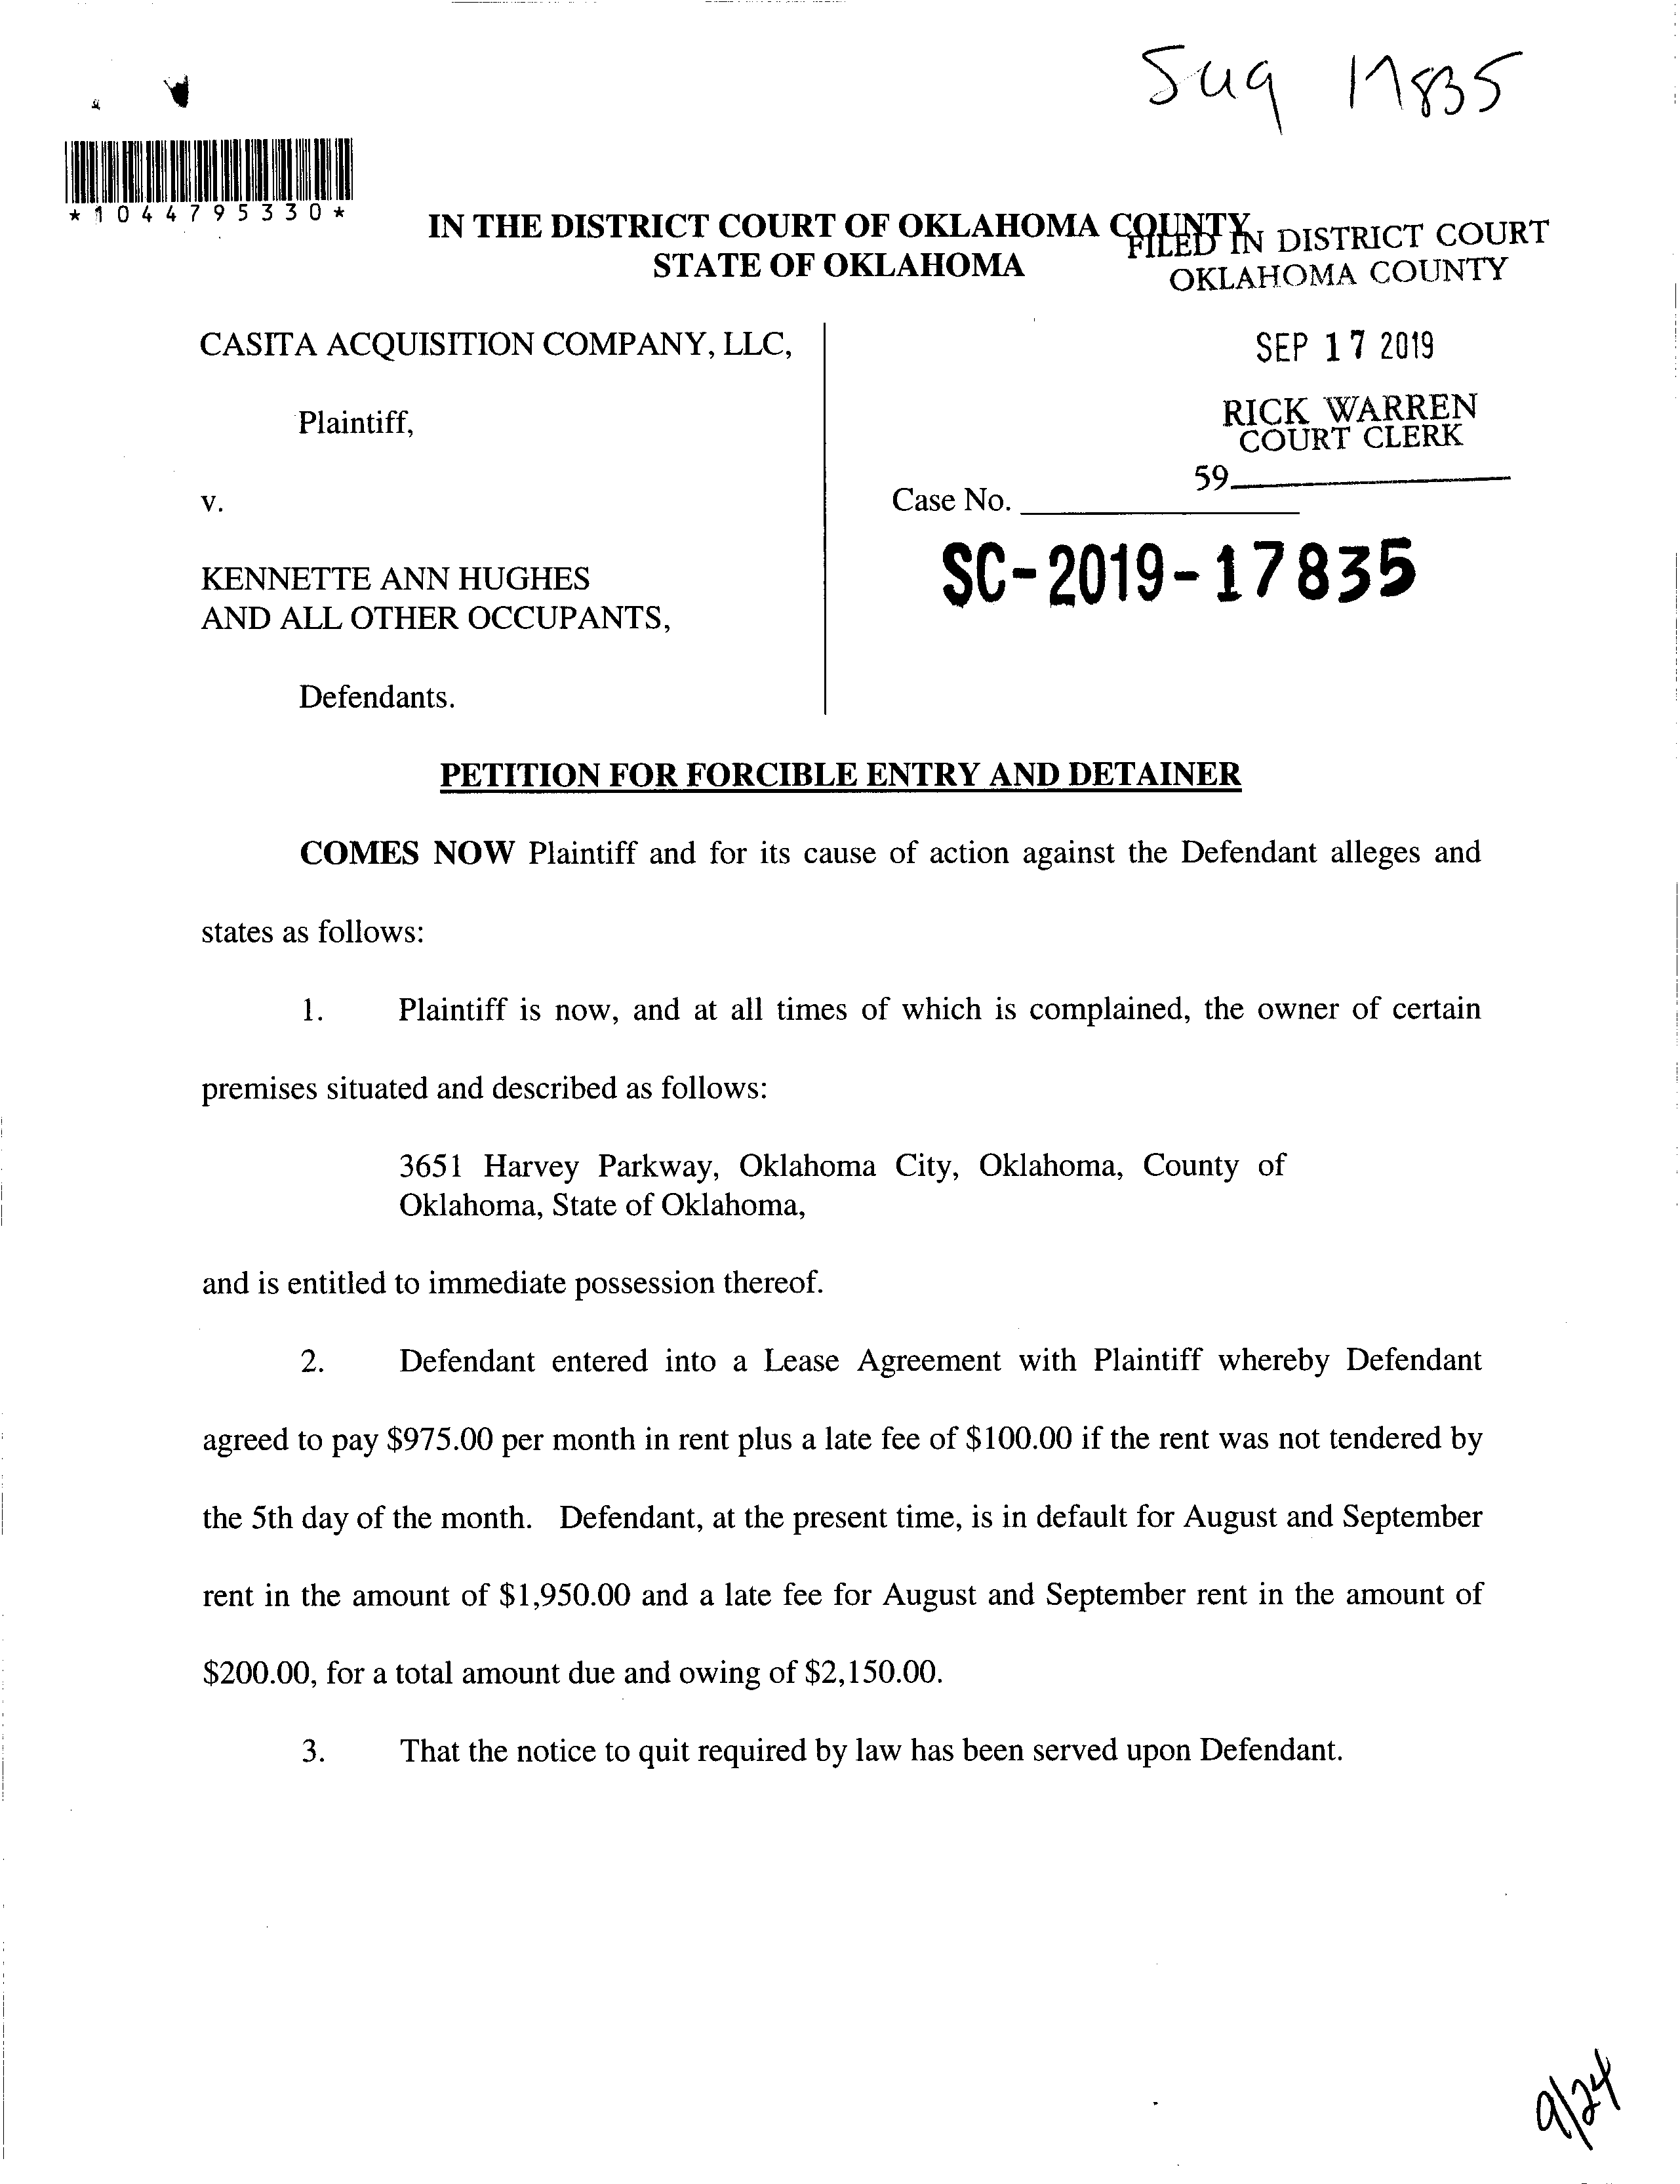 Sug 17835
*1044795330*
IN THE DISTRICT COURT OF OKLAHOMA COUNTY
STATE OF OKLAHOMA
FILED IN DISTRICT COURT
OKLAHOMA COUNTY
CASITA ACQUISITION COMPANY, LLC,
SEP 17 2019
Plaintiff,
RICK WARREN
COURT CLERK
59
v.
Case No.
SC-2019-17835
KENNETTE ANN HUGHES
AND ALL OTHER OCCUPANTS,
Defendants.
PETITION FOR FORCIBLE ENTRY AND DETAINER
COMES NOW Plaintiff and for its cause of action against the Defendant alleges and
states as follows:
1. Plaintiff is now, and at all times of which is complained, the owner of certain
premises situated and described as follows:
3651 Harvey Parkway, Oklahoma City, Oklahoma, County of
Oklahoma, State of Oklahoma,
and is entitled to immediate possession thereof.
2. Defendant entered into a Lease Agreement with Plaintiff whereby Defendant
agreed to pay $975.00 per month in rent plus a late fee of $100.00 if the rent was not tendered by
the 5th day of the month. Defendant, at the present time, is in default for August and September
rent in the amount of $1,950.00 and a late fee for August and September rent in the amount of
$200.00, for a total amount due and owing of $2,150.00.
3. That the notice to quit required by law has been served upon Defendant.
9/24